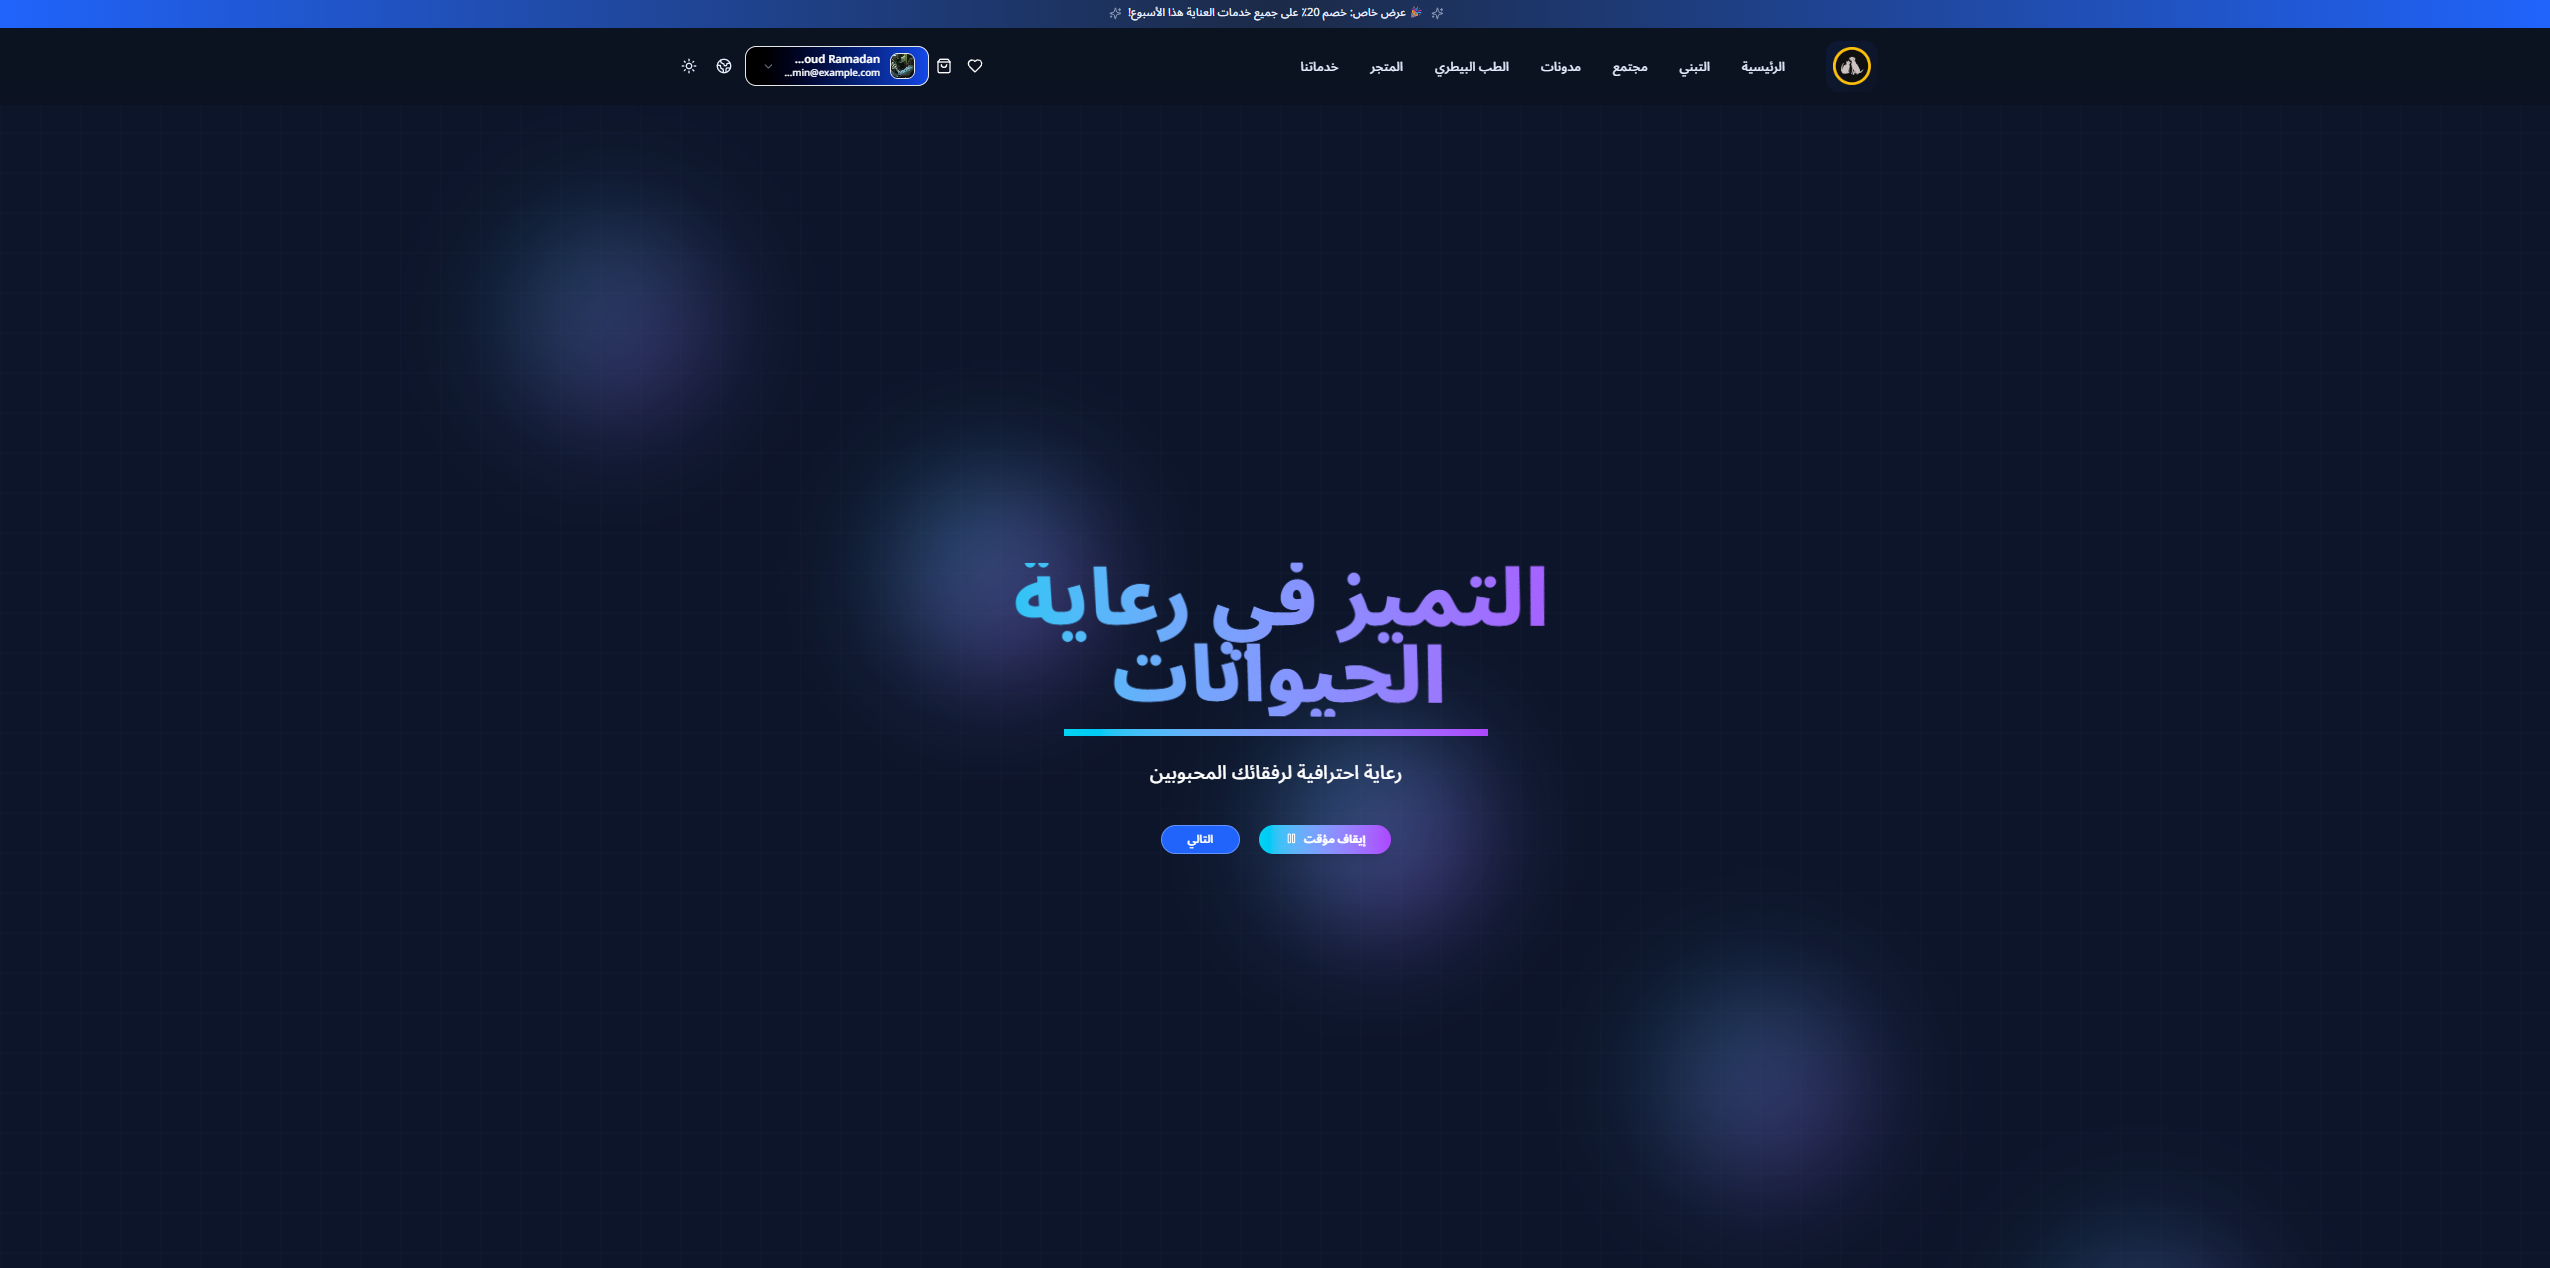 🎉 عرض خاص: خصم 20٪ على جميع خدمات العناية هذا الأسبوع!
الرئيسية
التبني
مجتمع
مدونات
الطب البيطري
المتجر
خدماتنا
...oud Ramadan
...min@example.com
التميز في رعاية
الحيوانات
رعاية احترافية لرفقائك المحبوبين
إيقاف مؤقت
التالي